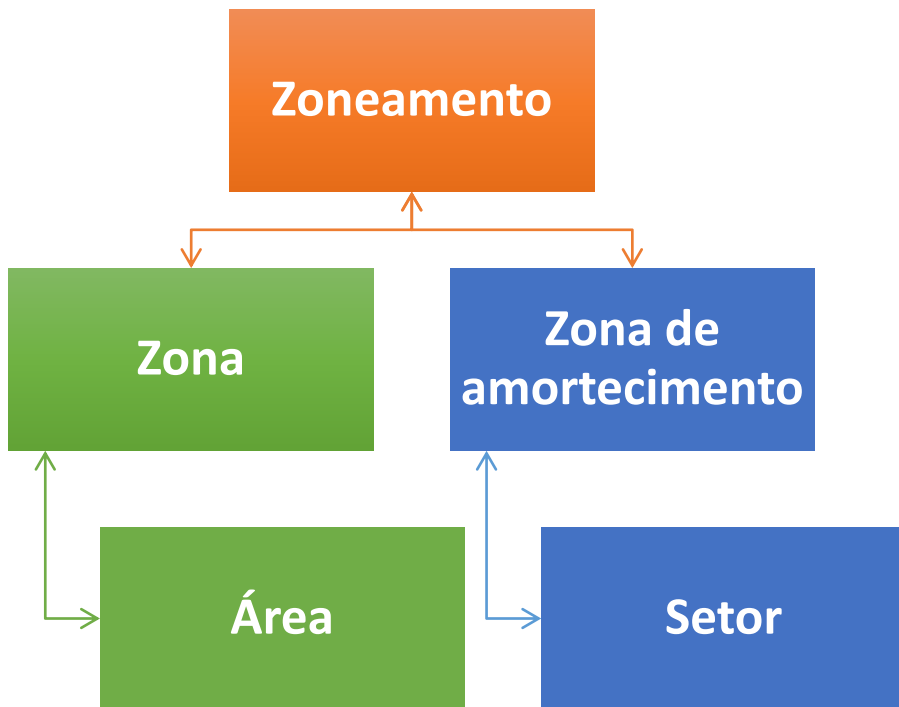 Zoneamento
Zona
Zona de
amortecimento
Área
Setor